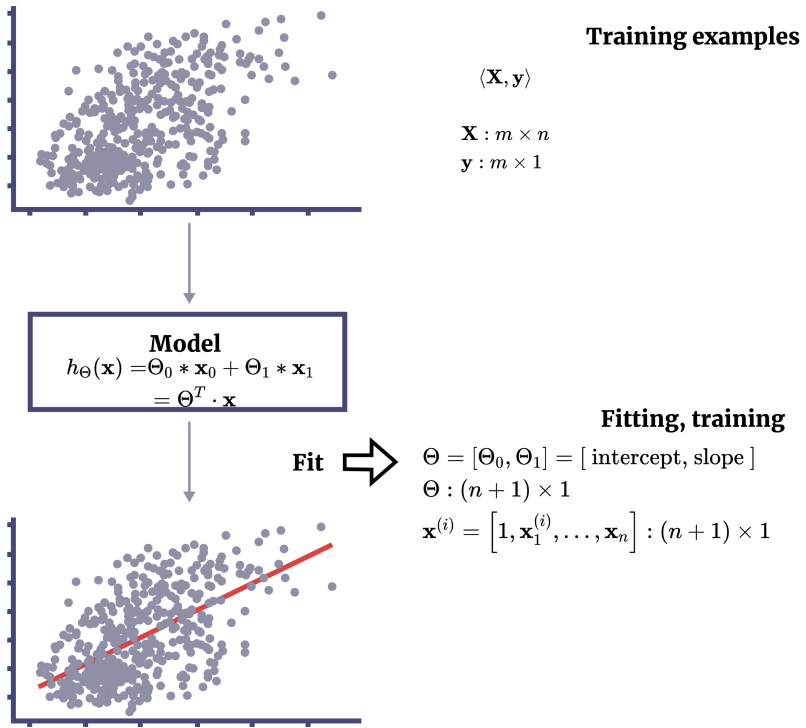 Training examples
⟨X, y⟩
X : m × n
y : m × 1
Model
h_Θ(x) =Θ_0 * x_0 + Θ_1 * x_1
= Θ^T · x
Fitting, training
Fit
Θ = [Θ_0, Θ_1] = [ intercept, slope ]
Θ : (n + 1) × 1
x^(i) = [1, x_1^(i), . . . , x_n] : (n + 1) × 1